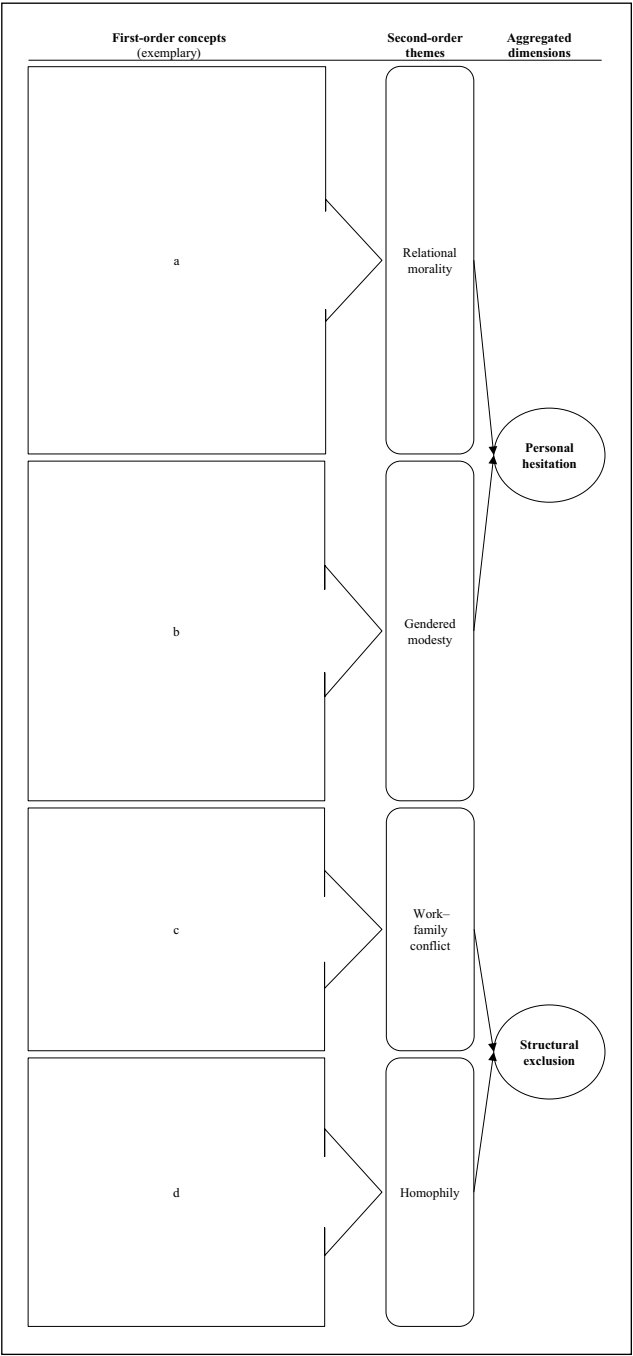 First-order concepts
(exemplary)
Second-order
themes
Aggregated
dimensions
a
Relational
morality
Personal
hesitation
b
Gendered
modesty
c
Work–
family
conflict
Structural
exclusion
d
Homophily